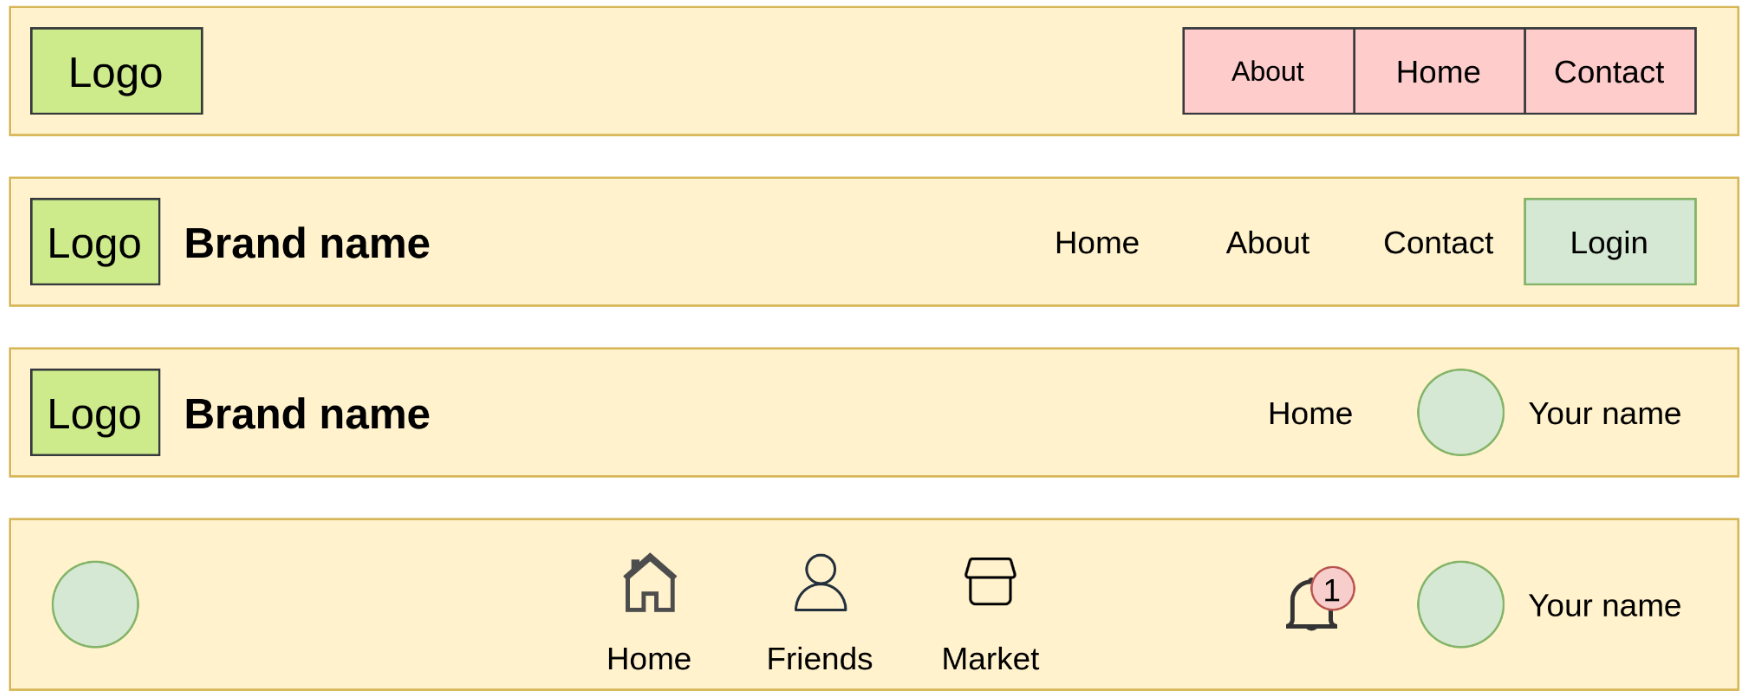 Logo About Home Contact
Logo Brand name Home About Contact Login
Logo Brand name Home Your name
1 Your name
Home Friends Market